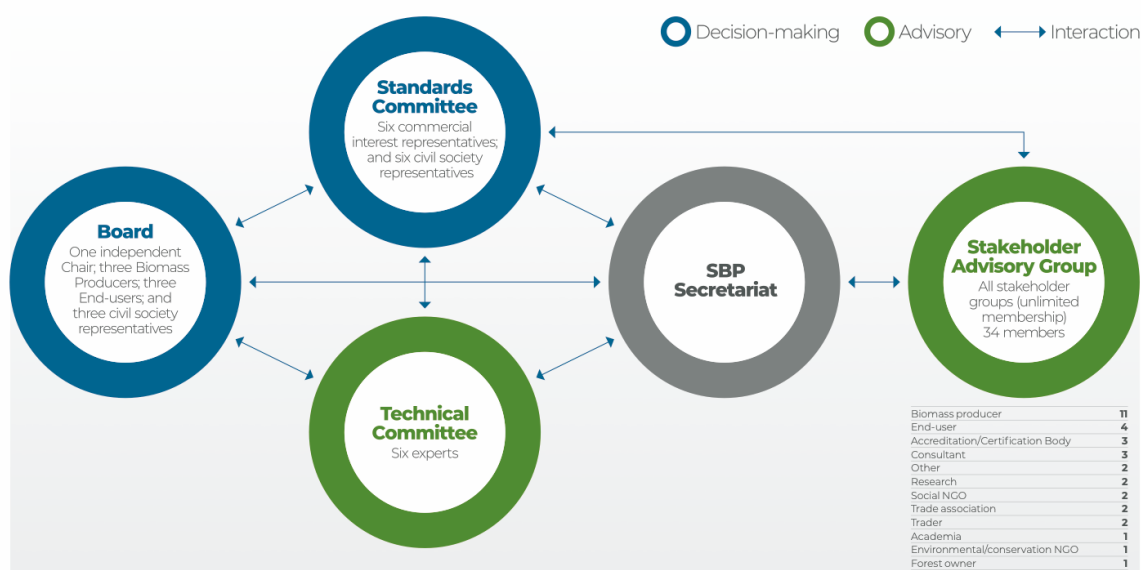 Decision-making
Advisory
Interaction
Standards
Committee
Six commercial
interest representatives;
and six civil society
representatives
Board
One independent
Chair; three Biomass
Producers; three
End-users; and
three civil society
representatives
SBP
Secretariat
Stakeholder
Advisory Group
All stakeholder
groups (unlimited
membership)
34 members
Technical
Committee
Six experts
Biomass producer 11
End-user 4
Accreditation/Certification Body 3
Consultant 3
Other 2
Research 2
Social NGO 2
Trade association 2
Trader 2
Academia 1
Environmental/conservation NGO 1
Forest owner 1